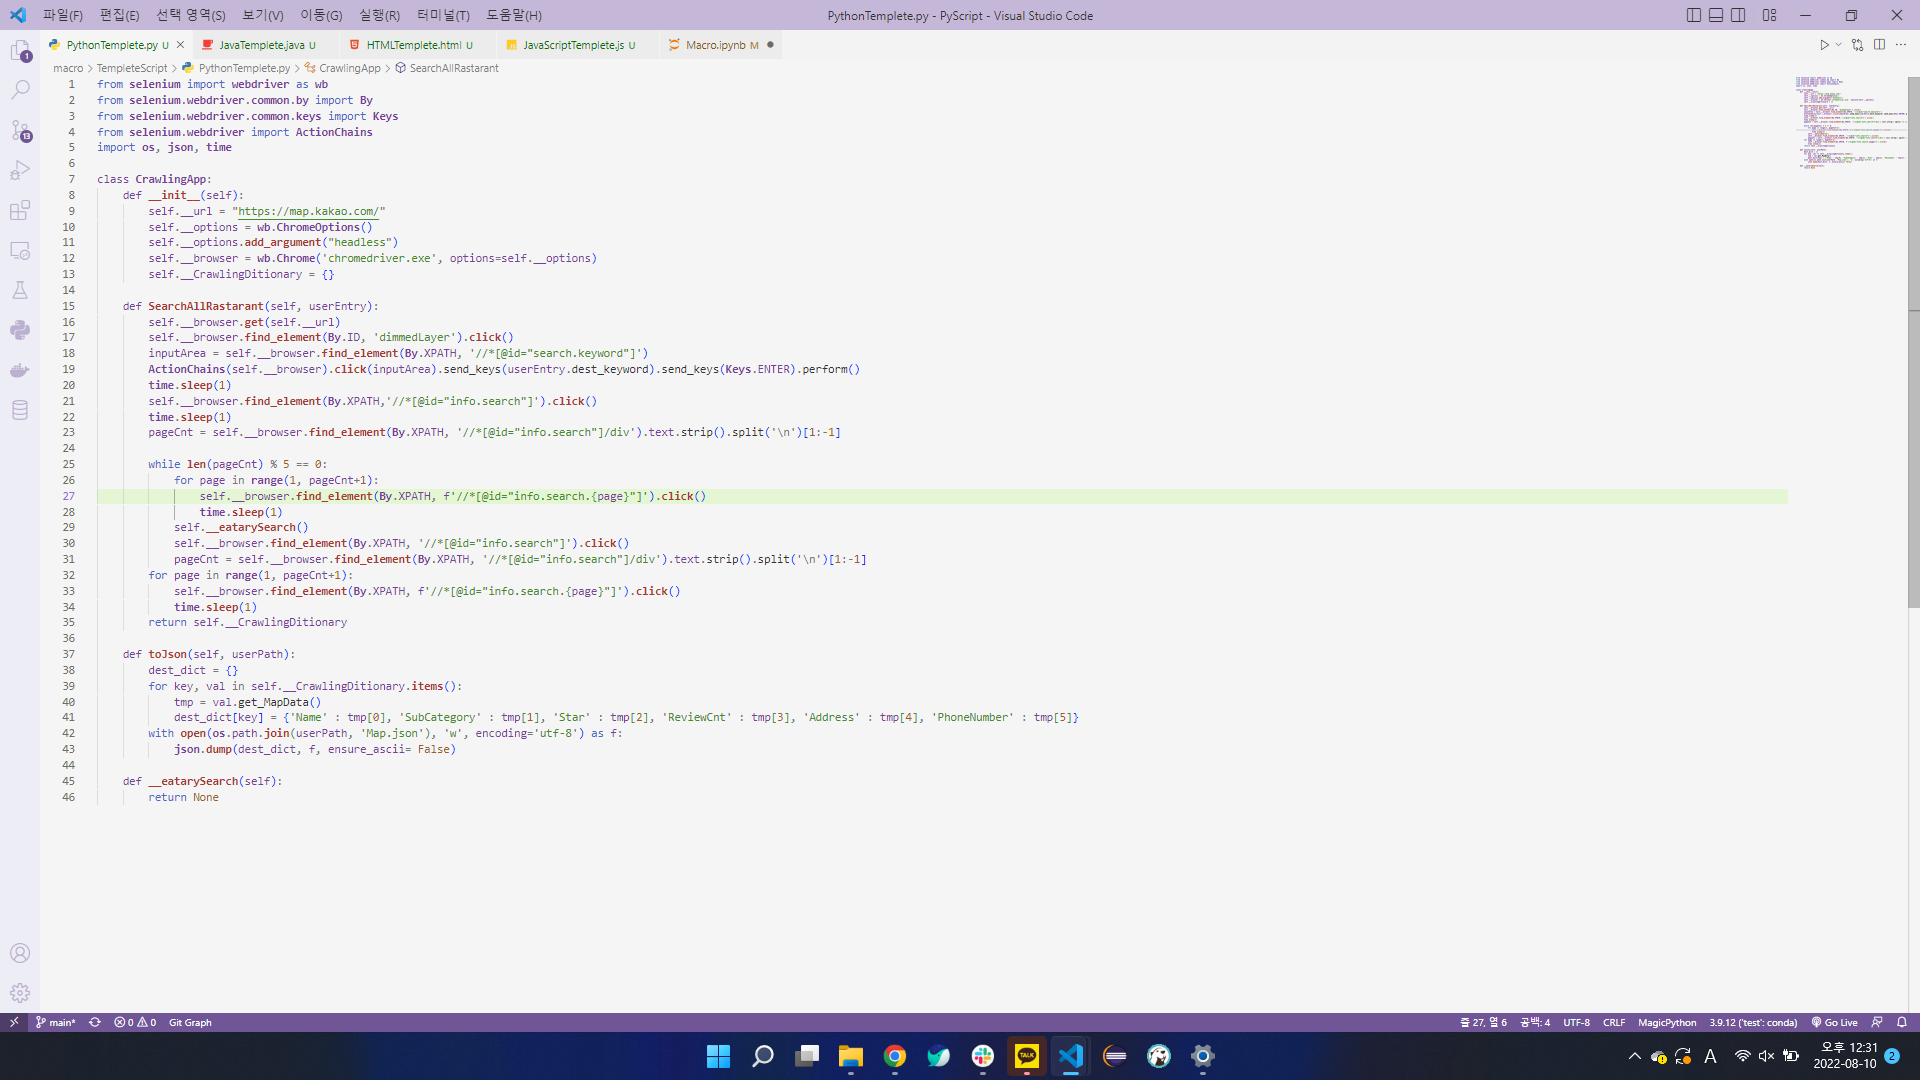 파일(F) 편집(E) 선택 영역(S) 보기(V) 이동(G) 실행(R) 터미널(T) 도움말(H) PythonTemplete.py - PyScript - Visual Studio Code
PythonTemplete.py U JavaTemplete.java U HTMLTemplete.html U JavaScriptTemplete.js U Macro.ipynb M
macro > TempleteScript > PythonTemplete.py > CrawlingApp > SearchAllRastarant
1 from selenium import webdriver as wb
2 from selenium.webdriver.common.by import By
3 from selenium.webdriver.common.keys import Keys
4 from selenium.webdriver import ActionChains
5 import os, json, time
6
7 class CrawlingApp:
8 def __init__(self):
9 self.__url = "https://map.kakao.com/"
10 self.__options = wb.ChromeOptions()
11 self.__options.add_argument("headless")
12 self.__browser = wb.Chrome('chromedriver.exe', options=self.__options)
13 self.__CrawlingDitionary = {}
14
15 def SearchAllRastarant(self, userEntry):
16 self.__browser.get(self.__url)
17 self.__browser.find_element(By.ID, 'dimmedLayer').click()
18 inputArea = self.__browser.find_element(By.XPATH, '//*[@id="search.keyword"]')
19 ActionChains(self.__browser).click(inputArea).send_keys(userEntry.dest_keyword).send_keys(Keys.ENTER).perform()
20 time.sleep(1)
21 self.__browser.find_element(By.XPATH,'//*[@id="info.search"]').click()
22 time.sleep(1)
23 pageCnt = self.__browser.find_element(By.XPATH, '//*[@id="info.search"]/div').text.strip().split('\n')[1:-1]
24
25 while len(pageCnt) % 5 == 0:
26 for page in range(1, pageCnt+1):
27 self.__browser.find_element(By.XPATH, f'//*[@id="info.search.{page}"]').click()
28 time.sleep(1)
29 self.__eatarySearch()
30 self.__browser.find_element(By.XPATH, '//*[@id="info.search"]').click()
31 pageCnt = self.__browser.find_element(By.XPATH, '//*[@id="info.search"]/div').text.strip().split('\n')[1:-1]
32 for page in range(1, pageCnt+1):
33 self.__browser.find_element(By.XPATH, f'//*[@id="info.search.{page}"]').click()
34 time.sleep(1)
35 return self.__CrawlingDitionary
36
37 def toJson(self, userPath):
38 dest_dict = {}
39 for key, val in self.__CrawlingDitionary.items():
40 tmp = val.get_MapData()
41 dest_dict[key] = {'Name' : tmp[0], 'SubCategory' : tmp[1], 'Star' : tmp[2], 'ReviewCnt' : tmp[3], 'Address' : tmp[4], 'PhoneNumber' : tmp[5]}
42 with open(os.path.join(userPath, 'Map.json'), 'w', encoding='utf-8') as f:
43 json.dump(dest_dict, f, ensure_ascii= False)
44
45 def __eatarySearch(self):
46 return None
1
13
main* 0 0 Git Graph 줄 27, 열 6 공백: 4 UTF-8 CRLF MagicPython 3.9.12 ('test': conda) Go Live
TALK A 오후 12:31
2022-08-10 2